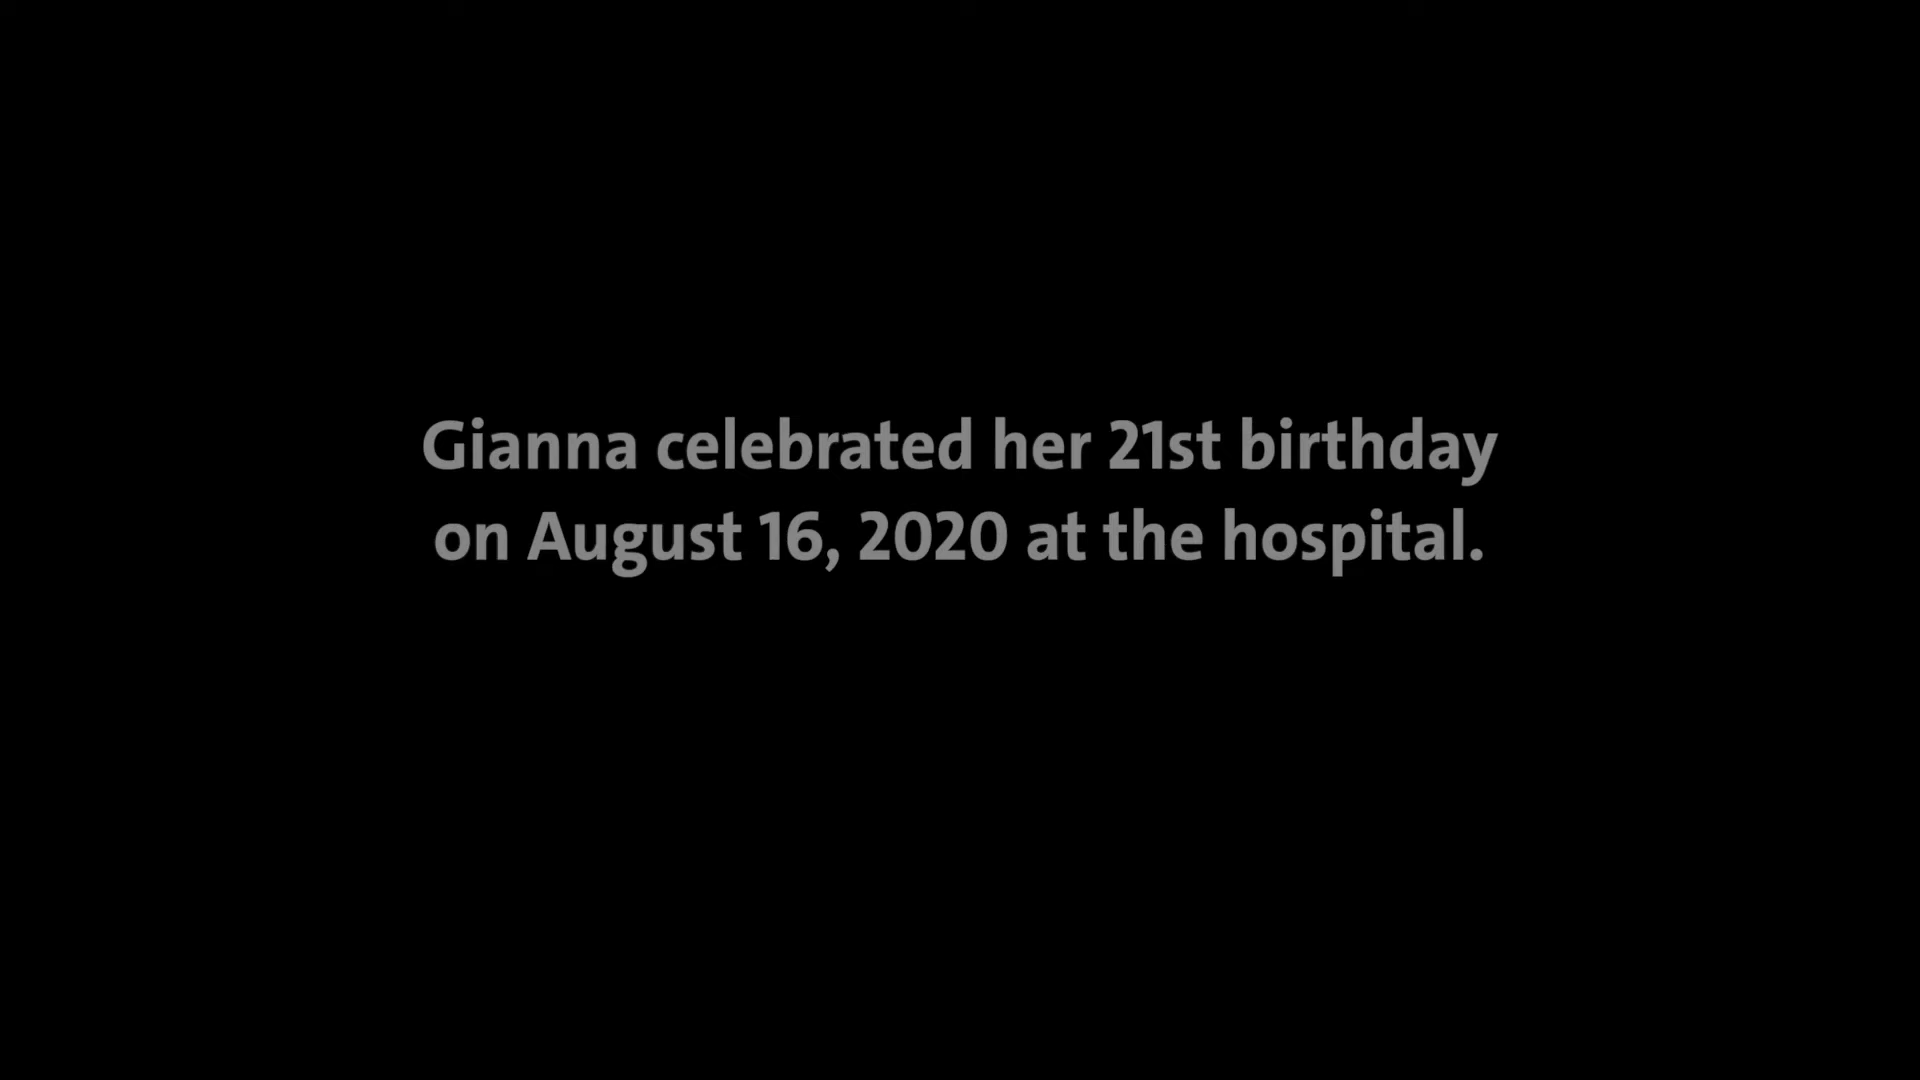 Gianna celebrated her 21st birthday
on August 16, 2020 at the hospital.